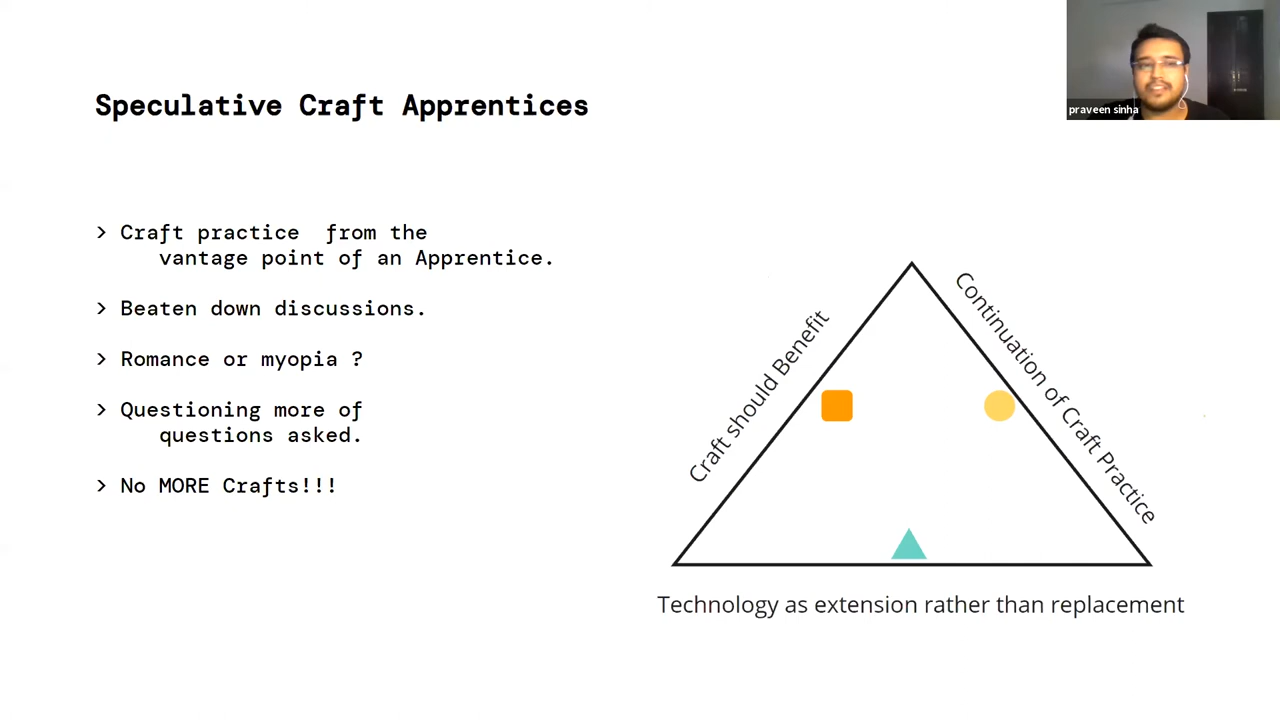 praveen sinha
Speculative Craft Apprentices
> Craft practice  from the
vantage point of an Apprentice.
> Beaten down discussions.
> Romance or myopia ?
> Questioning more of
questions asked.
> No MORE Crafts!!!
Craft should Benefit
Continuation of Craft Practice
Technology as extension rather than replacement